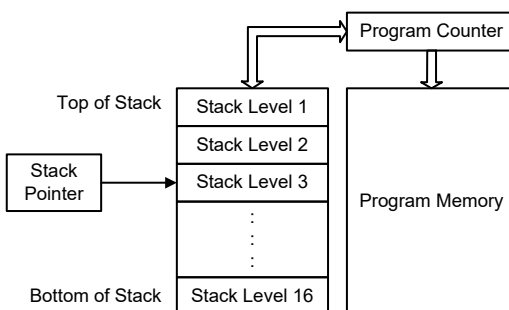 Program Counter
Top of Stack
Stack Level 1
Stack Level 2
Stack
Pointer
Stack Level 3
Program Memory
Bottom of Stack
Stack Level 16